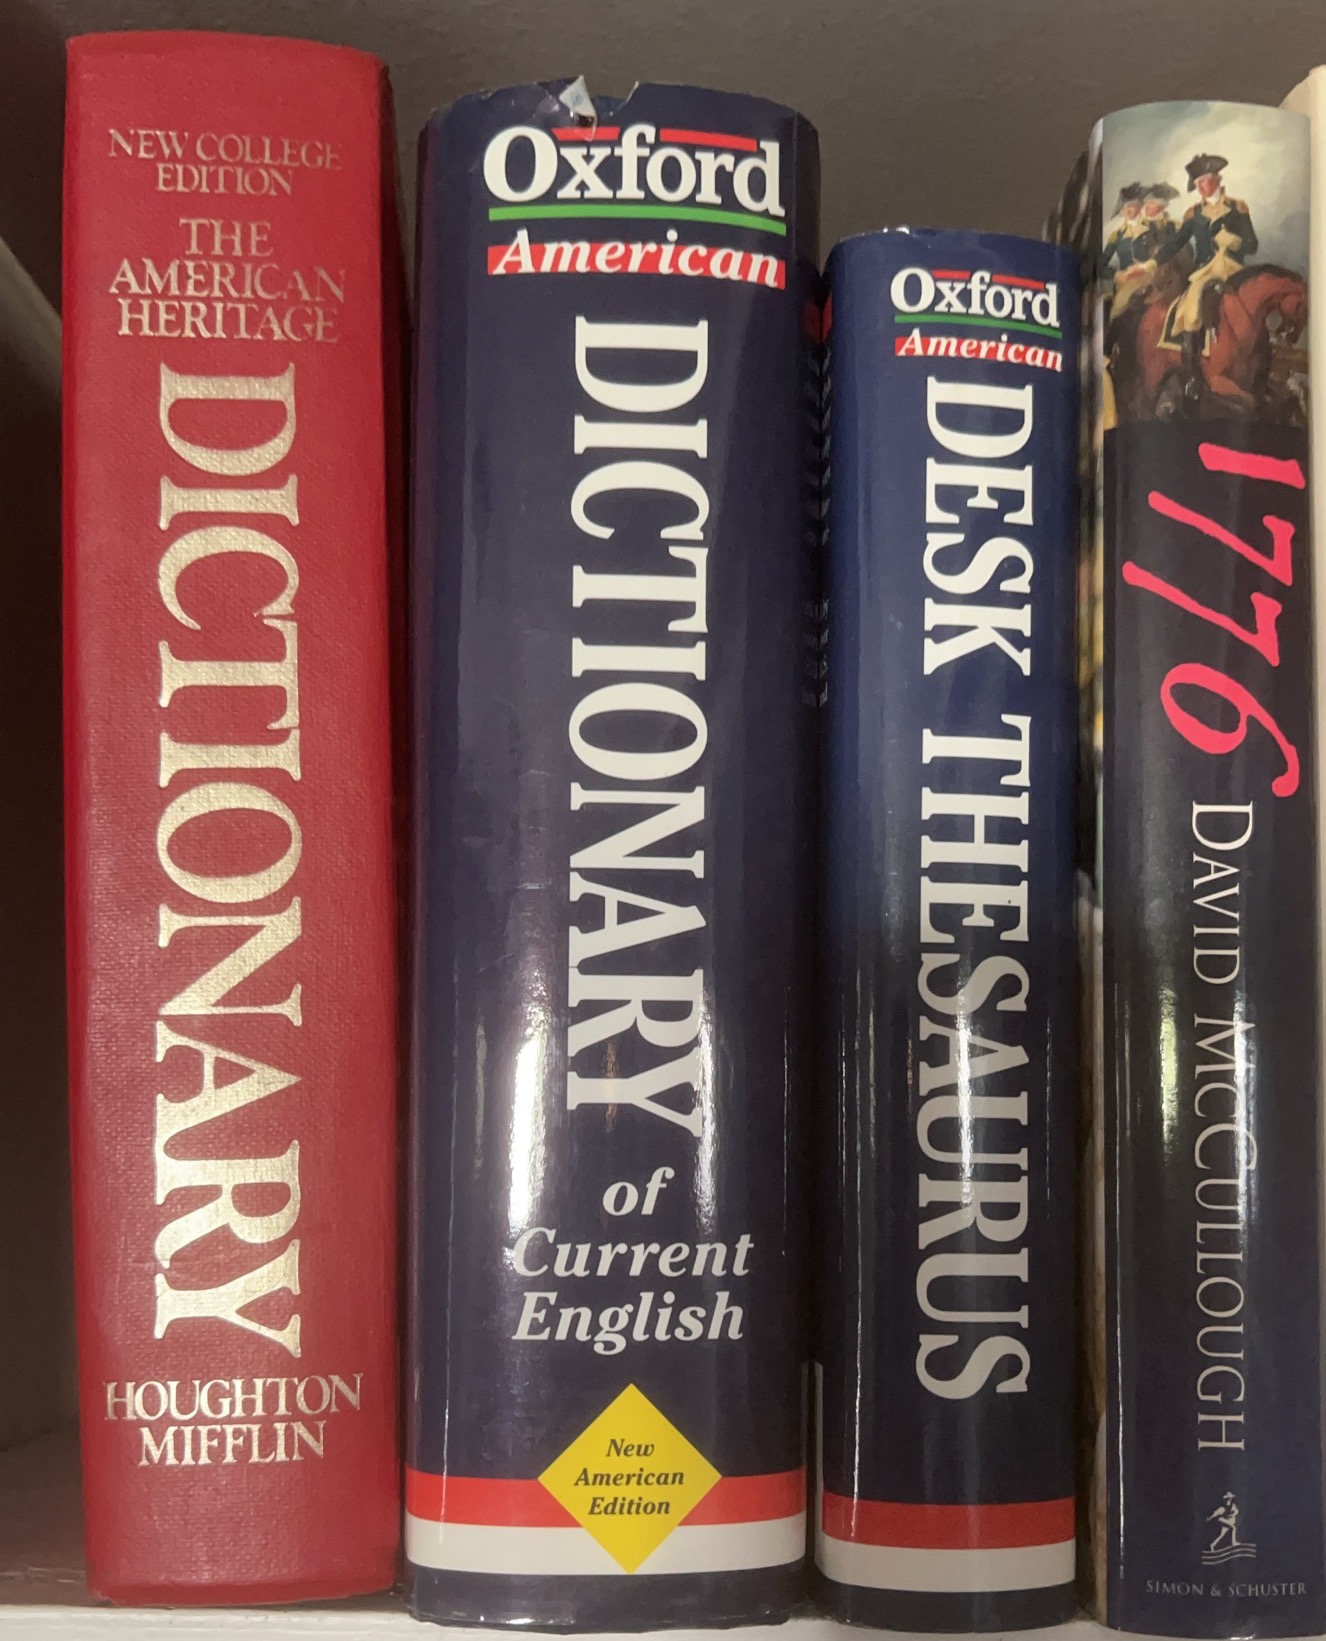 NEW COLLEGE
EDITION
THE
AMERICAN
HERITAGE
DICTIONARY
HOUGHTON
MIFFLIN
Oxford
American
DICTIONARY
of
Current
English
New
American
Edition
Oxford
American
DESK THESAURUS
1776
DAVID MCCULLOUGH
SIMON & SCHUSTER